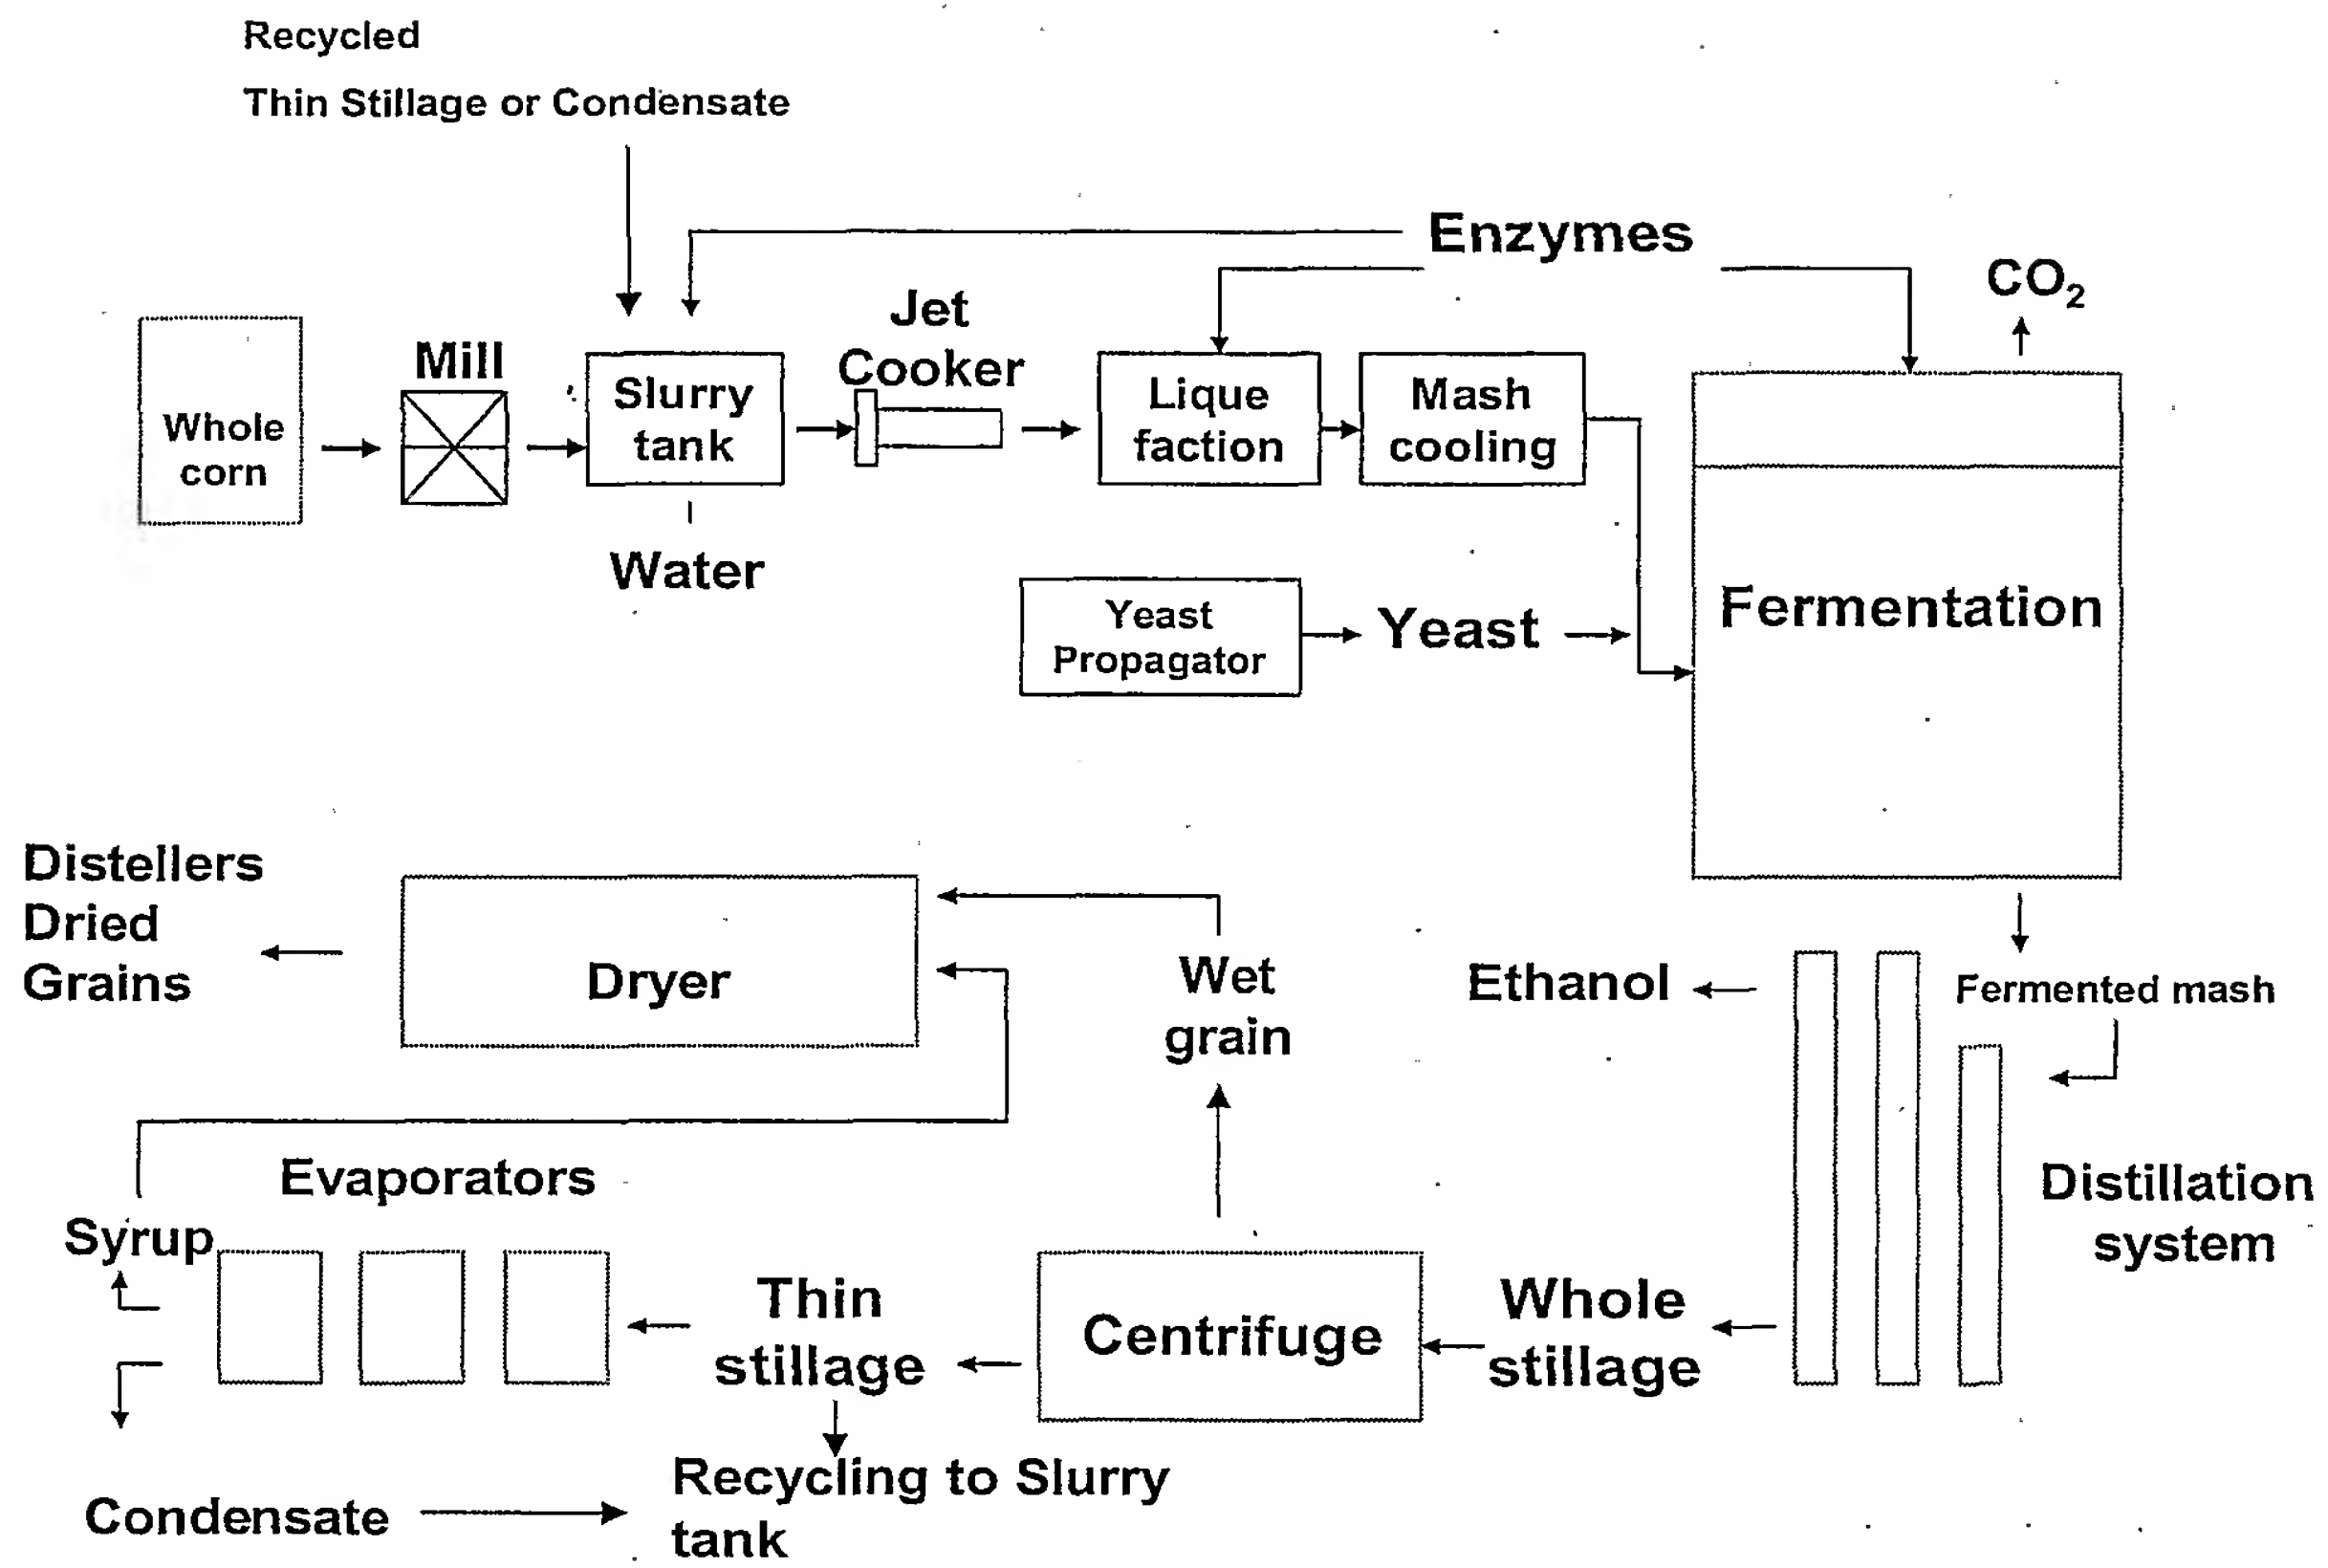 Recycled
Thin Stillage or Condensate
Enzymes
CO₂
Jet
Cooker
Mill
Whole
corn
Slurry
tank
Lique
faction
Mash
cooling
Water
Yeast
Propagator
Yeast
Fermentation
Distellers
Dried
Grains
Dryer
Wet
grain
Ethanol
Fermented mash
Evaporators
Syrup
Distillation
system
Thin
stillage
Centrifuge
Whole
stillage
Condensate
Recycling to Slurry
tank